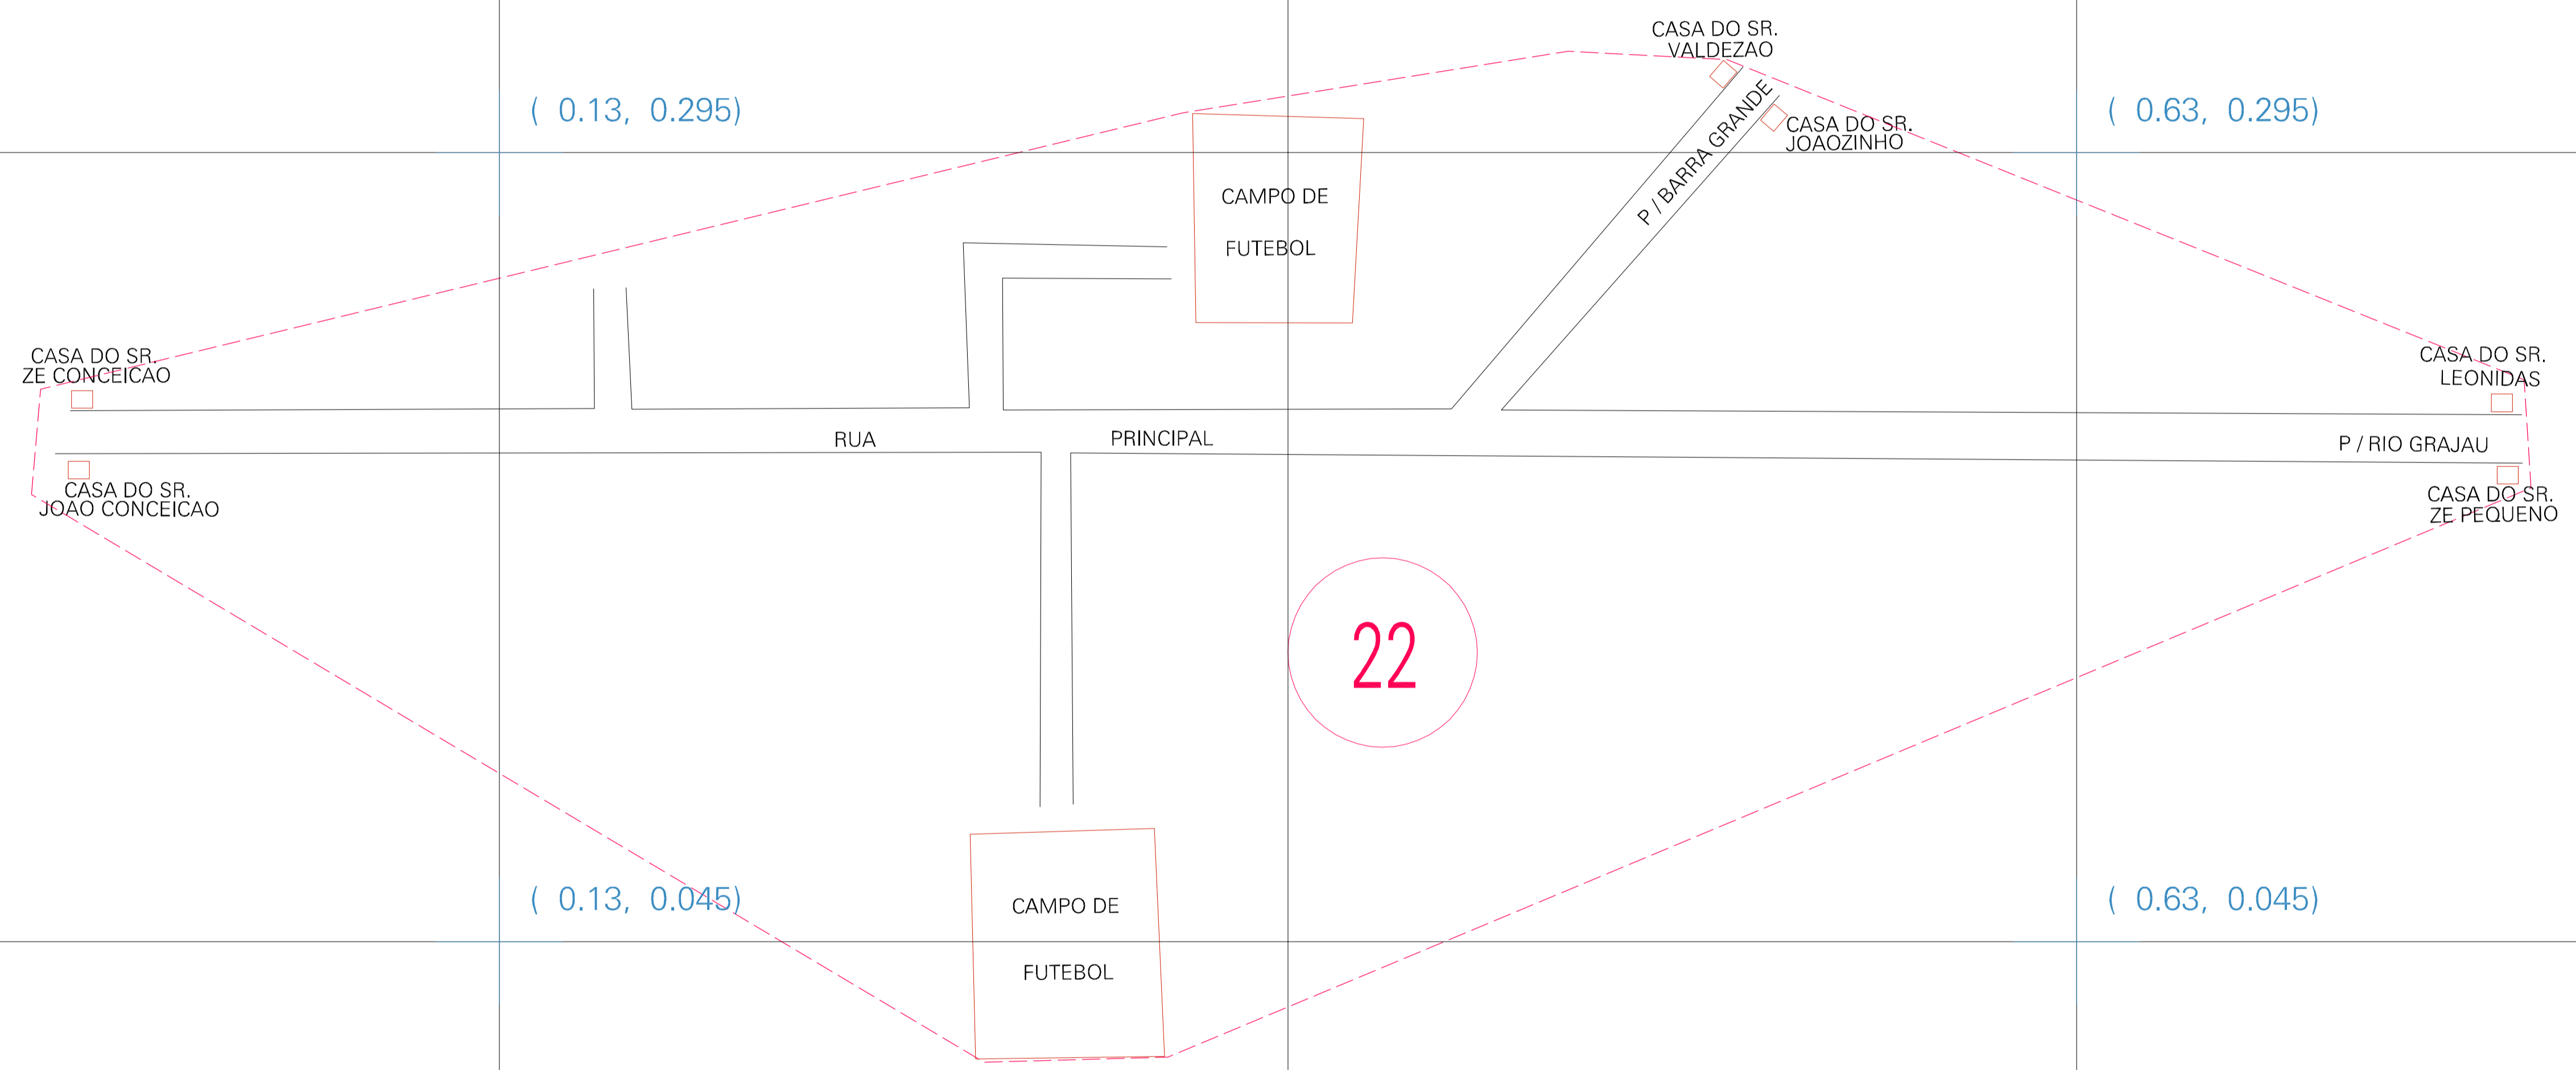 CASA DO SR.
VALDEZAO
( 0.13, 0.295)
( 0.63, 0.295)
P / BARRA GRANDE
CASA DO SR.
JOAOZINHO
CAMPO DE
FUTEBOL
CASA DO SR.
ZE CONCEICAO
CASA DO SR.
LEONIDAS
RUA PRINCIPAL
P / RIO GRAJAU
CASA DO SR.
JOAO CONCEICAO
CASA DO SR.
ZE PEQUENO
22
( 0.13, 0.045)
( 0.63, 0.045)
CAMPO DE
FUTEBOL